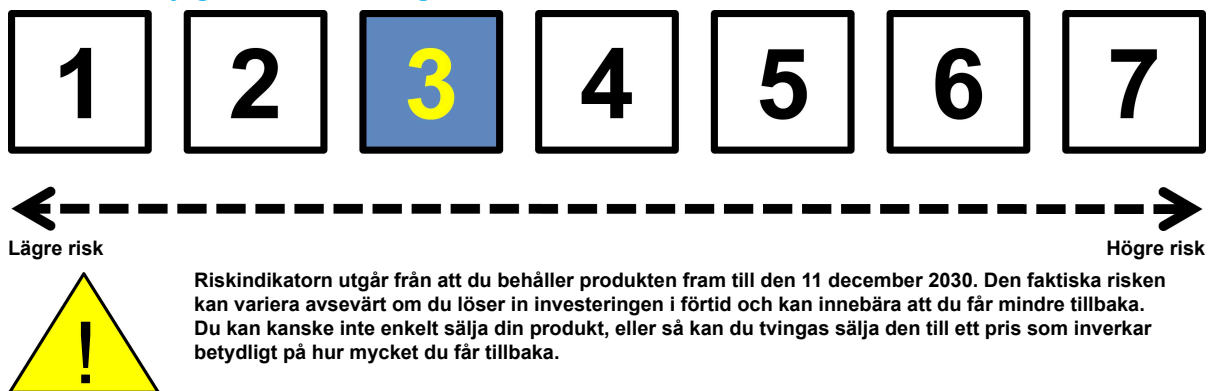 1 2 3 4 5 6 7
Lägre risk Högre risk
Riskindikatorn utgår från att du behåller produkten fram till den 11 december 2030. Den faktiska risken
kan variera avsevärt om du löser in investeringen i förtid och kan innebära att du får mindre tillbaka.
Du kan kanske inte enkelt sälja din produkt, eller så kan du tvingas sälja den till ett pris som inverkar
betydligt på hur mycket du får tillbaka.
!